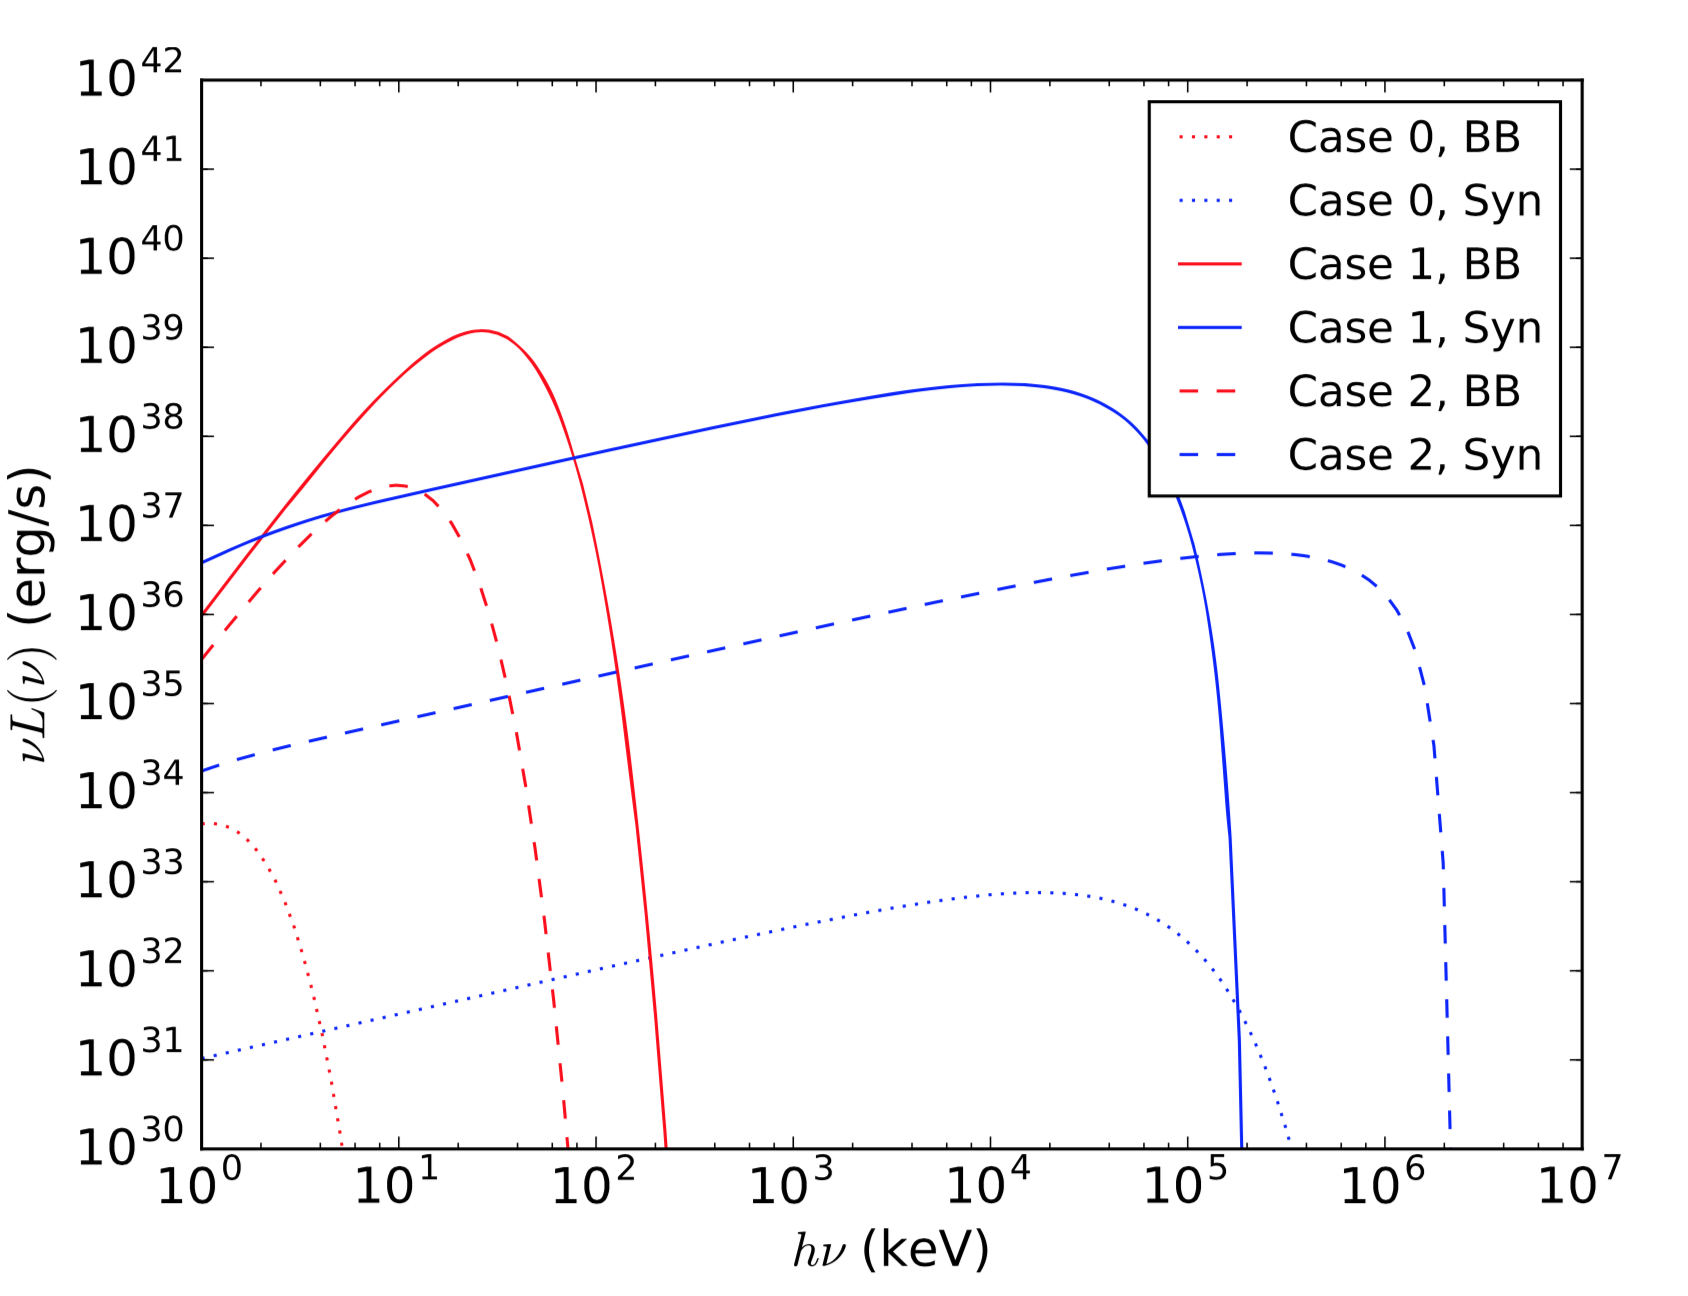 10^42
10^41
10^40
10^39
10^38
10^37
10^36
10^35
10^34
10^33
10^32
10^31
10^30
νL(ν) (erg/s)
Case 0, BB
Case 0, Syn
Case 1, BB
Case 1, Syn
Case 2, BB
Case 2, Syn
10^0 10^1 10^2 10^3 10^4 10^5 10^6 10^7
hν (keV)